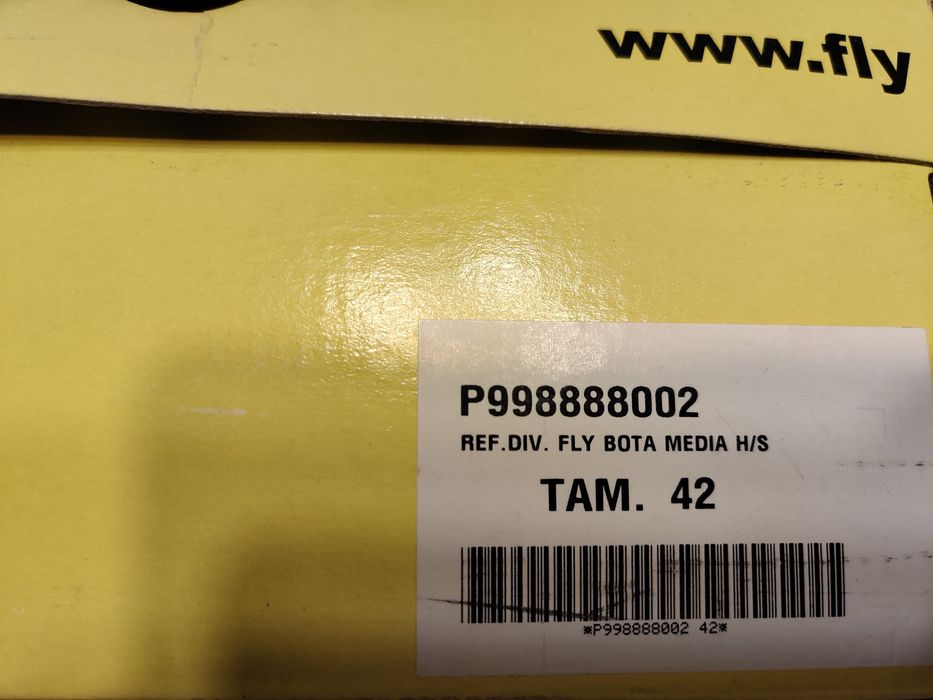 www.fly
P998888002
REF.DIV. FLY BOTA MEDIA H/S
TAM. 42
*P998888002 42*